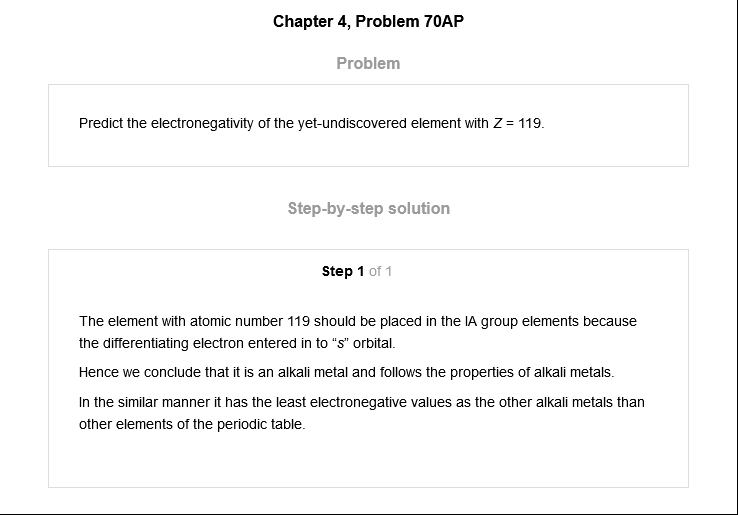 Chapter 4, Problem 70AP
Problem
Predict the electronegativity of the yet-undiscovered element with Z = 119.
Step-by-step solution
Step 1 of 1
The element with atomic number 119 should be placed in the IA group elements because
the differentiating electron entered in to “s” orbital.
Hence we conclude that it is an alkali metal and follows the properties of alkali metals.
In the similar manner it has the least electronegative values as the other alkali metals than
other elements of the periodic table.